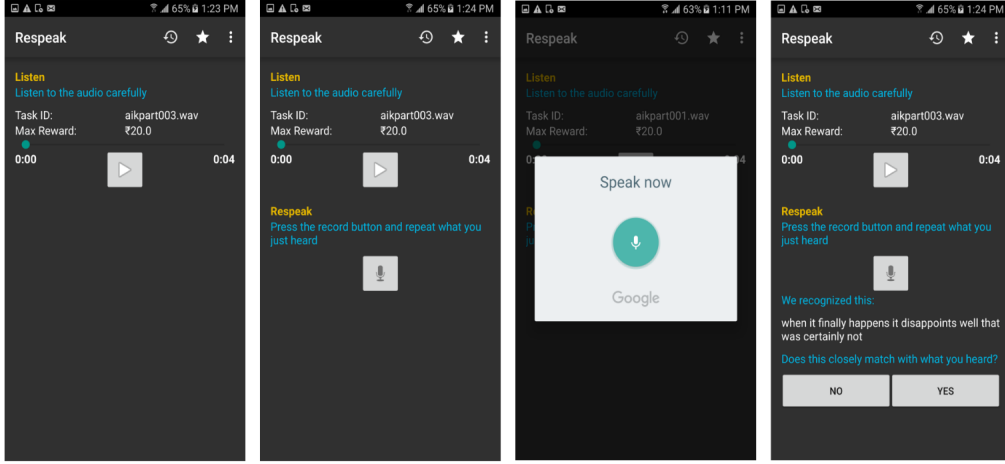 65% 1:23 PM
Respeak
Listen
Listen to the audio carefully
Task ID: aikpart003.wav
Max Reward: ₹20.0
0:00 0:04
65% 1:24 PM
Respeak
Listen
Listen to the audio carefully
Task ID: aikpart003.wav
Max Reward: ₹20.0
0:00 0:04
Respeak
Press the record button and repeat what you
just heard
63% 1:11 PM
Respeak
Listen
Listen to the audio carefully
Task ID: aikpart001.wav
Max Reward: ₹20.0
Speak now
Google
65% 1:24 PM
Respeak
Listen
Listen to the audio carefully
Task ID: aikpart003.wav
Max Reward: ₹20.0
0:00 0:04
Respeak
Press the record button and repeat what you
just heard
We recognized this:
when it finally happens it disappoints well that
was certainly not
Does this closely match with what you heard?
NO YES